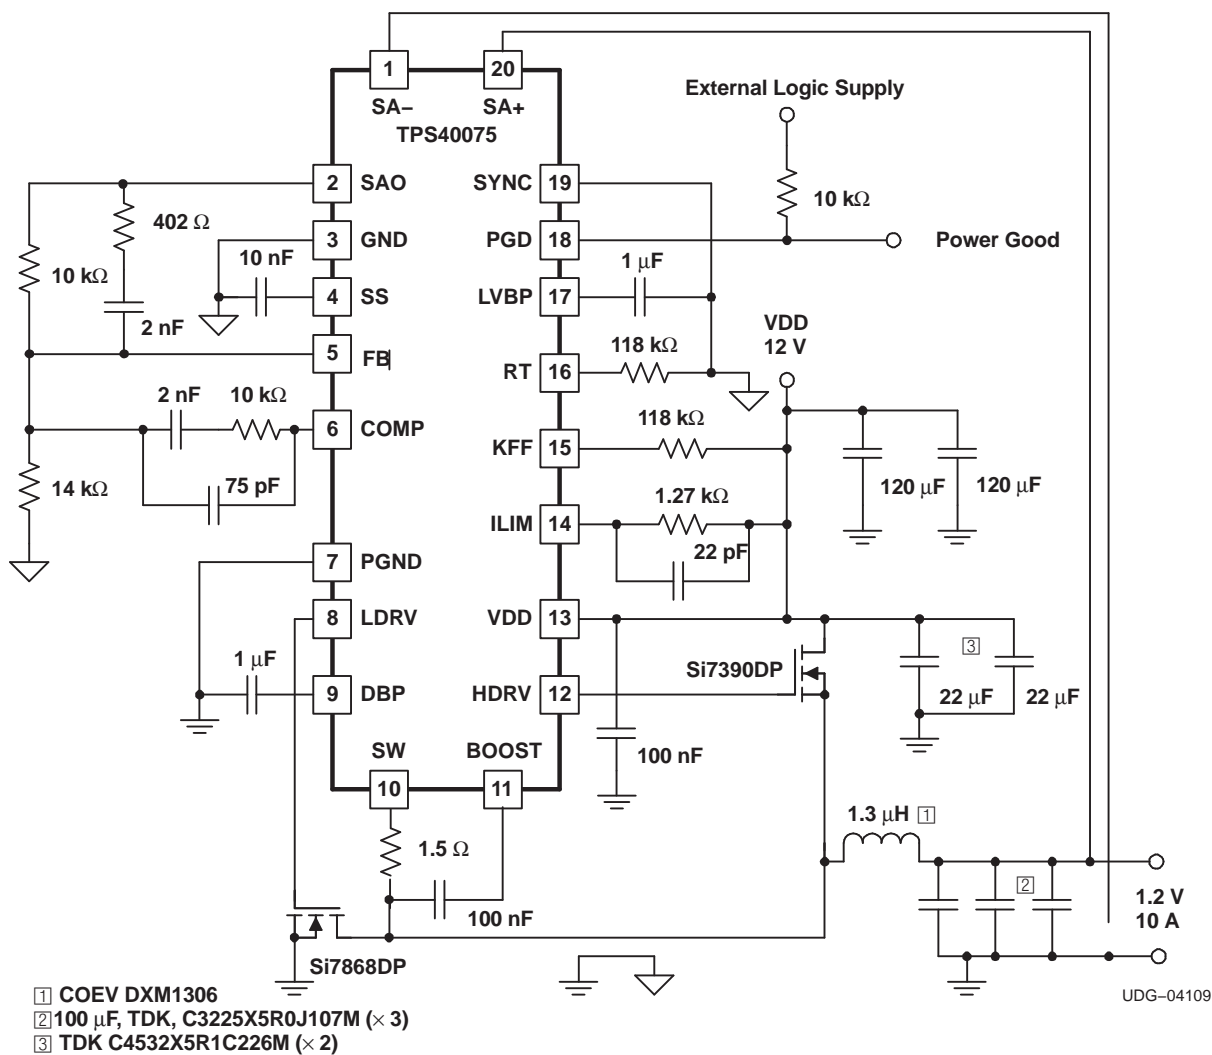 1
20
SA−
SA+
TPS40075
External Logic Supply
2
SAO
SYNC
19
402 Ω
10 kΩ
3
GND
PGD
18
Power Good
10 nF
1 μF
10 kΩ
4
SS
LVBP
17
2 nF
VDD
12 V
5
FB
118 kΩ
RT
16
2 nF
10 kΩ
6
COMP
118 kΩ
KFF
15
14 kΩ
75 pF
1.27 kΩ
120 μF
120 μF
ILIM
14
22 pF
7
PGND
8
LDRV
VDD
13
3
1 μF
Si7390DP
9
DBP
HDRV
12
22 μF
22 μF
SW
BOOST
100 nF
10
11
1.3 μH 1
1.5 Ω
2
1.2 V
10 A
100 nF
Si7868DP
1 COEV DXM1306
UDG−04109
2 100 μF, TDK, C3225X5R0J107M (× 3)
3 TDK C4532X5R1C226M (× 2)